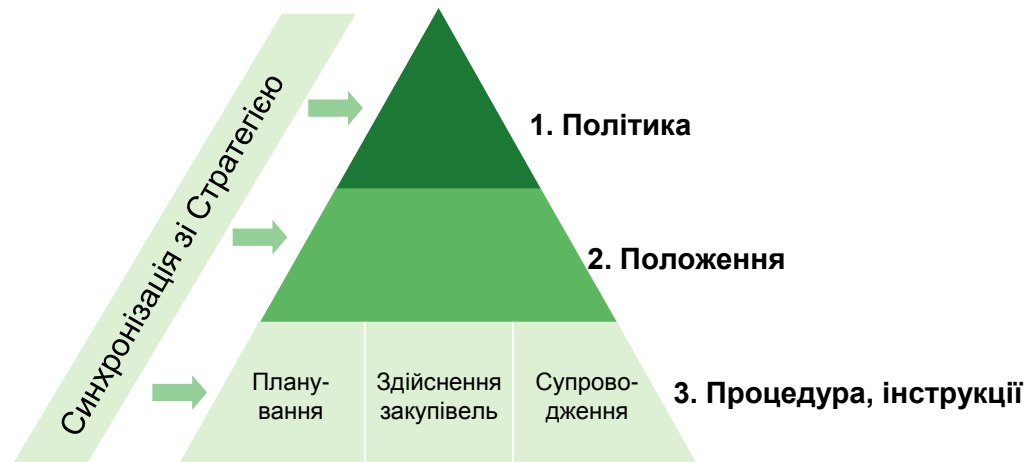 Синхронізація зі Стратегією
1. Політика
2. Положення
Плану-
вання
Здійснення
закупівель
Супрово-
дження
3. Процедура, інструкції